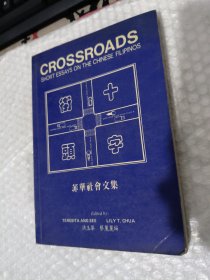 CROSSROADS
SHORT ESSAYS ON THE CHINESE FILIPINOS
街 十
頭 字
菲華社會文集
Edited by:
TERESITA ANG SEE LILY T. CHUA
洪玉華 蔡麗麗編